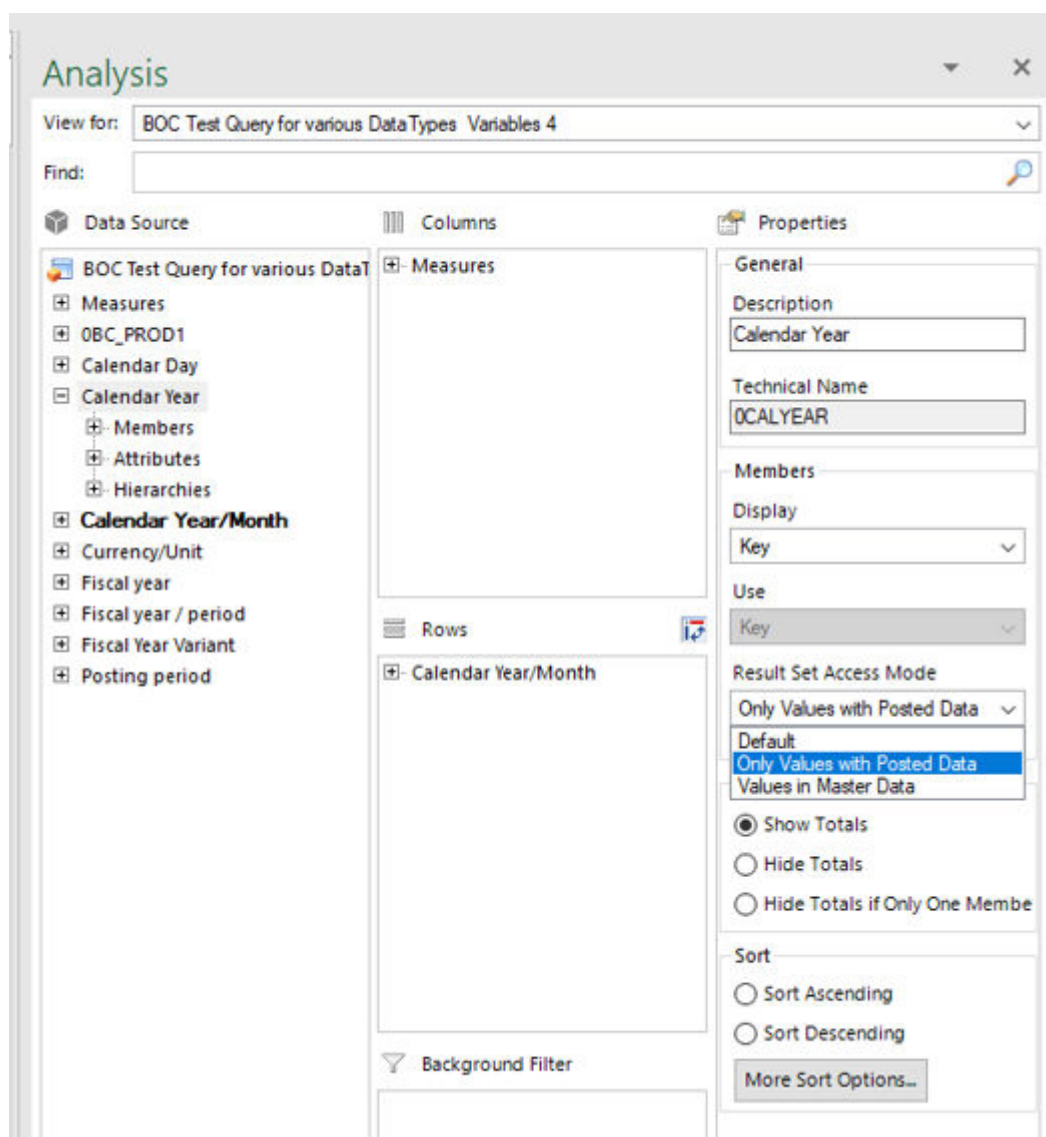 Analysis
View for: BOC Test Query for various DataTypes Variables 4
Find:
Data Source
BOC Test Query for various DataT
Measures
0BC_PROD1
Calendar Day
Calendar Year
Members
Attributes
Hierarchies
Calendar Year/Month
Currency/Unit
Fiscal year
Fiscal year / period
Fiscal Year Variant
Posting period
Columns
Measures
Rows
Calendar Year/Month
Background Filter
Properties
General
Description
Calendar Year
Technical Name
0CALYEAR
Members
Display
Key
Use
Key
Result Set Access Mode
Only Values with Posted Data
Default
Only Values with Posted Data
Values in Master Data
Show Totals
Hide Totals
Hide Totals if Only One Membe
Sort
Sort Ascending
Sort Descending
More Sort Options...